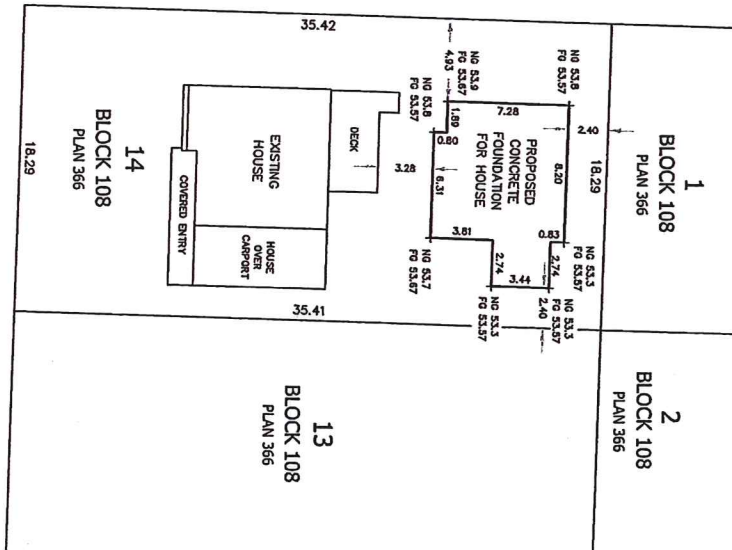 1
BLOCK 108
PLAN 366
2
BLOCK 108
PLAN 366
18.29
2.40
2.40
NG 53.8
FG 53.57
NG 53.3
FG 53.57
NG 53.3
FG 53.57
8.20
0.83
2.74
7.28
3.44
PROPOSED
CONCRETE
FOUNDATION
FOR HOUSE
NG 53.9
FG 53.67
4.93
1.89
0.80
2.74
NG 53.3
FG 53.57
3.81
6.31
NG 53.8
FG 53.57
NG 53.7
FG 53.67
35.42
3.28
DECK
EXISTING
HOUSE
HOUSE
OVER
CARPORT
COVERED ENTRY
35.41
14
BLOCK 108
PLAN 366
13
BLOCK 108
PLAN 366
18.29